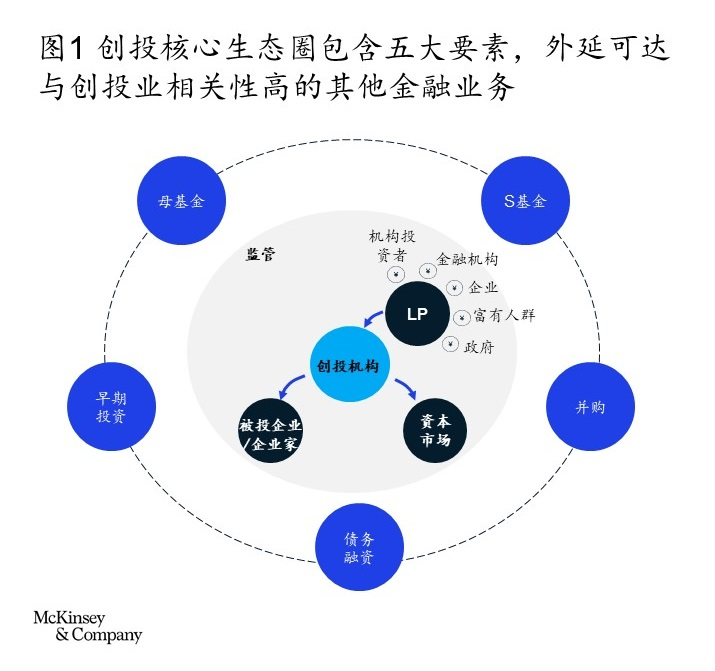 图1 创投核心生态圈包含五大要素，外延可达
与创投业相关性高的其他金融业务
母基金
S基金
监管
机构投
资者
金融机构
¥
¥
企业
¥
LP
富有人群
¥
政府
¥
创投机构
早期
投资
并购
被投企业
/企业家
资本
市场
债务
融资
McKinsey
& Company